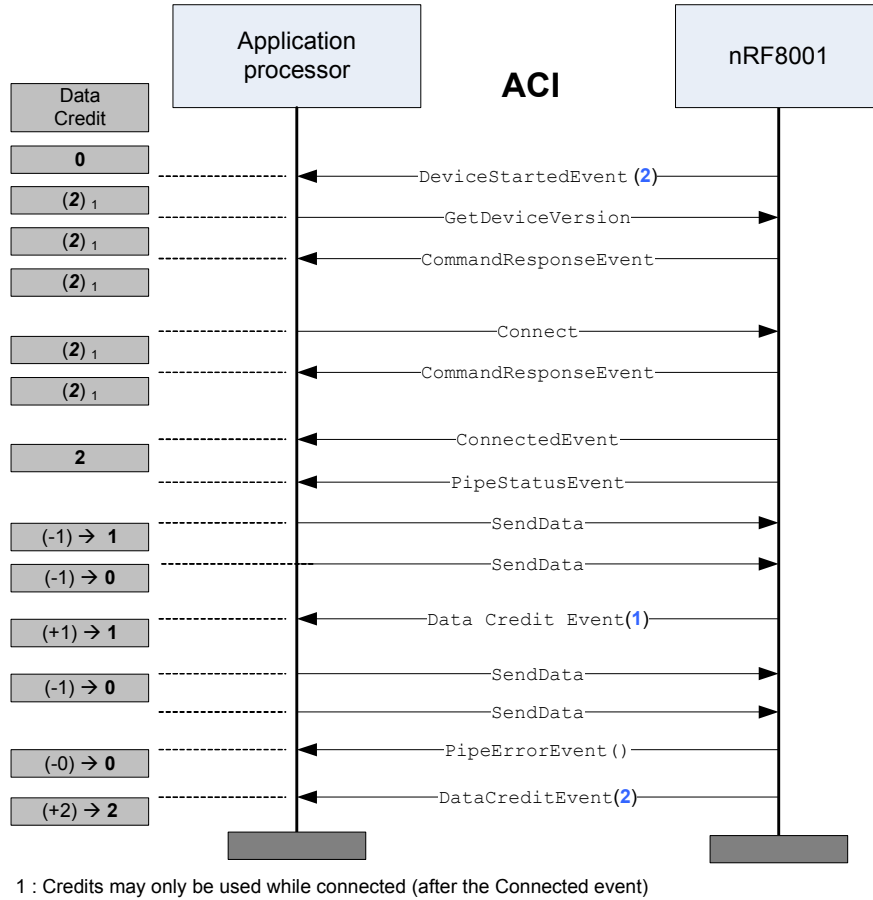 Application
processor
ACI
nRF8001
Data
Credit
0
DeviceStartedEvent (2)
(2) 1
GetDeviceVersion
(2) 1
CommandResponseEvent
(2) 1
Connect
(2) 1
CommandResponseEvent
(2) 1
ConnectedEvent
2
PipeStatusEvent
SendData
(-1) → 1
SendData
(-1) → 0
Data Credit Event(1)
(+1) → 1
SendData
(-1) → 0
SendData
PipeErrorEvent()
(-0) → 0
DataCreditEvent(2)
(+2) → 2
1 : Credits may only be used while connected (after the Connected event)